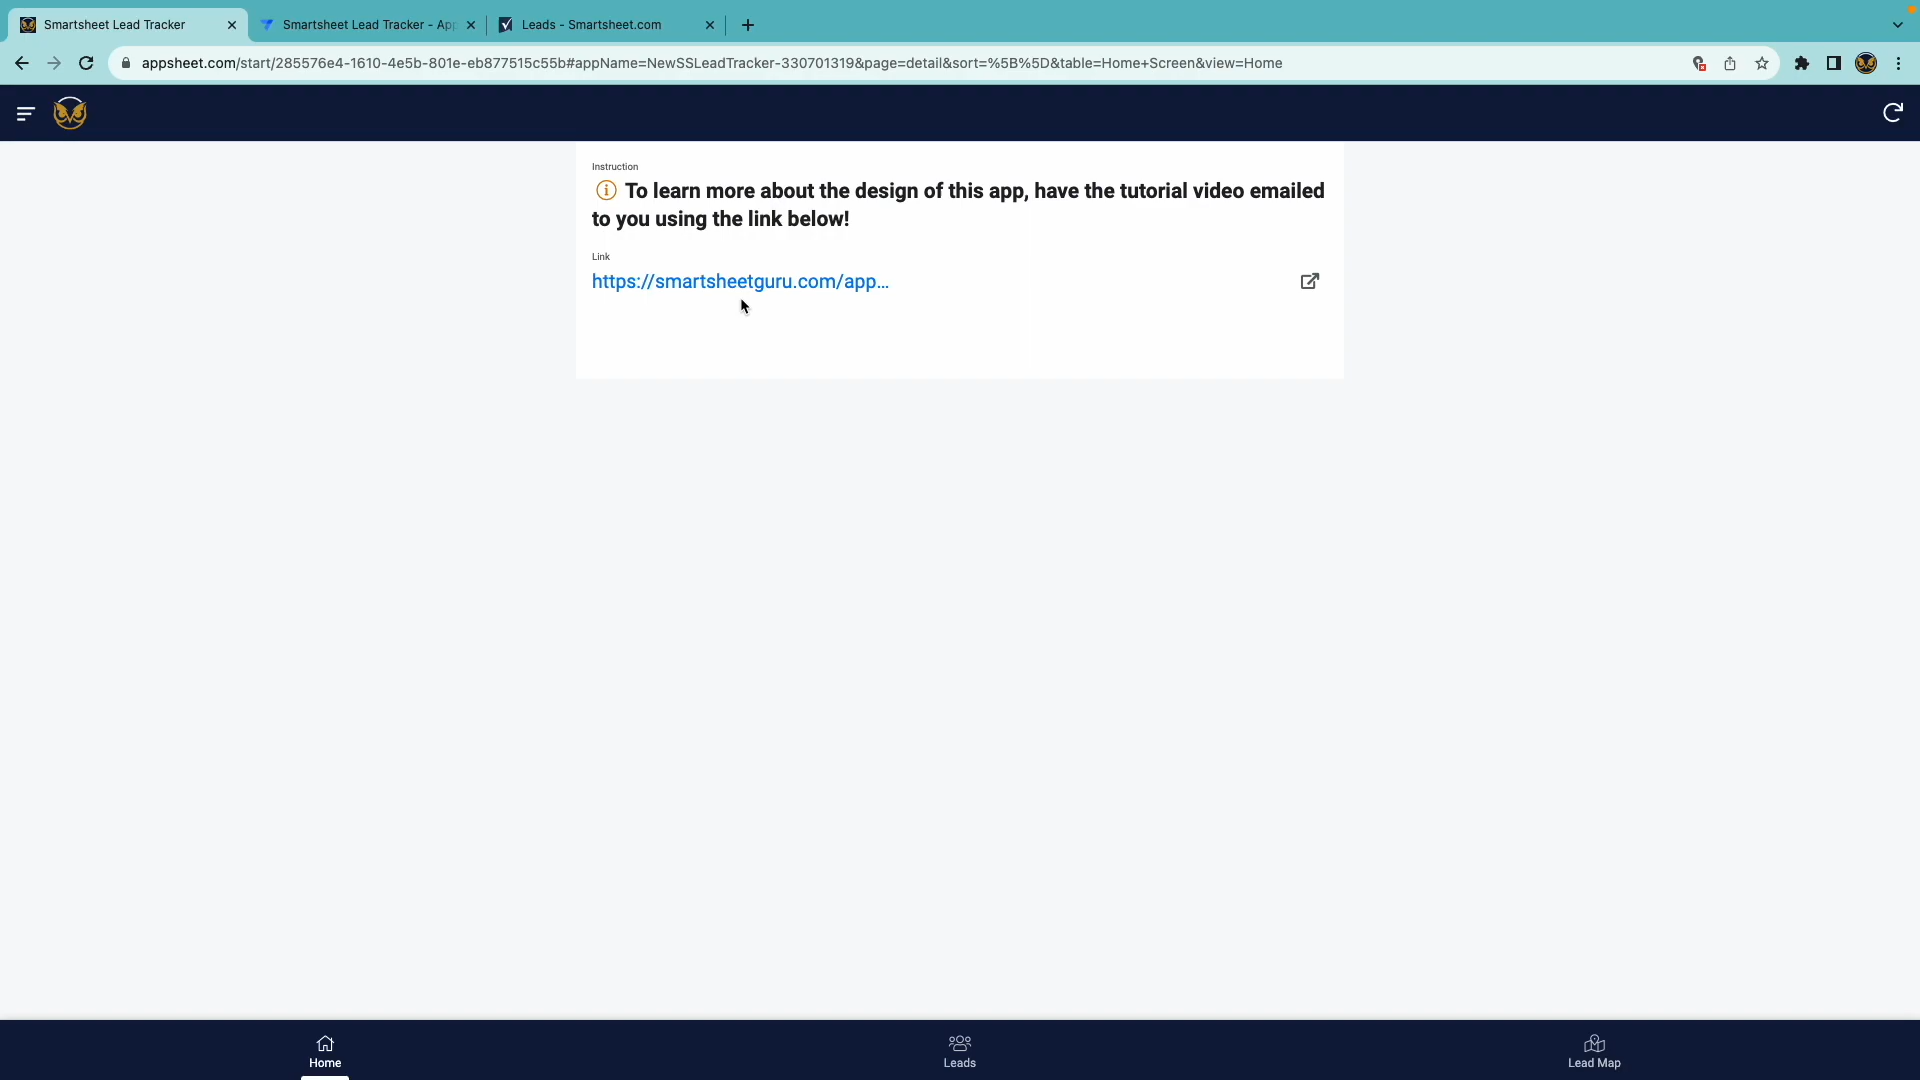 Smartsheet Lead Tracker
Smartsheet Lead Tracker - App
Leads - Smartsheet.com
appsheet.com/start/285576e4-1610-4e5b-801e-eb877515c55b#appName=NewSSLeadTracker-330701319&page=detail&sort=%5B%5D&table=Home+Screen&view=Home
Instruction
To learn more about the design of this app, have the tutorial video emailed
to you using the link below!
Link
https://smartsheetguru.com/app...
Home
Leads
Lead Map